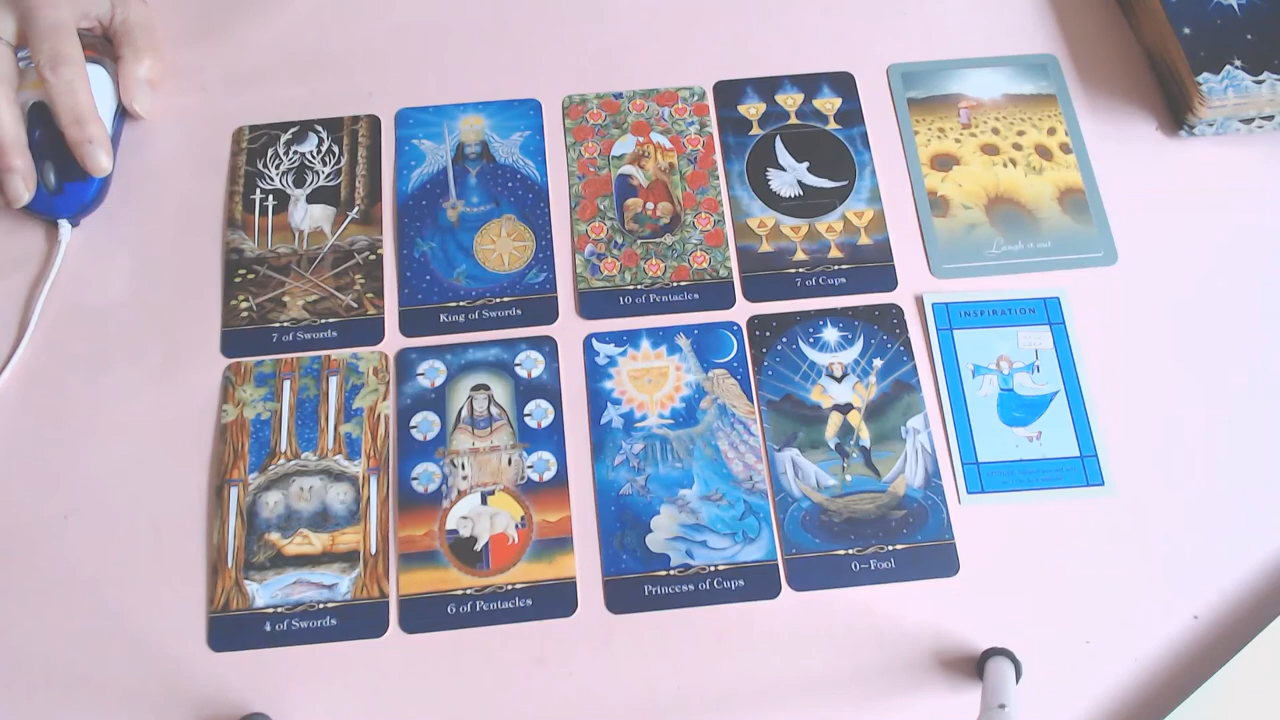 7 of Swords
King of Swords
10 of Pentacles
7 of Cups
Laugh it out
4 of Swords
6 of Pentacles
Princess of Cups
0~Fool
INSPIRATION